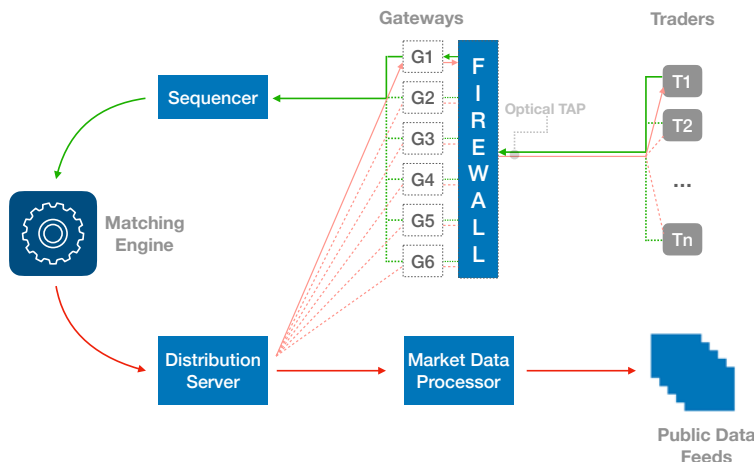 Gateways
Traders
G1
G2
G3
G4
G5
G6
FIREWALL
Optical TAP
T1
T2
...
Tn
Sequencer
Matching
Engine
Distribution
Server
Market Data
Processor
Public Data
Feeds